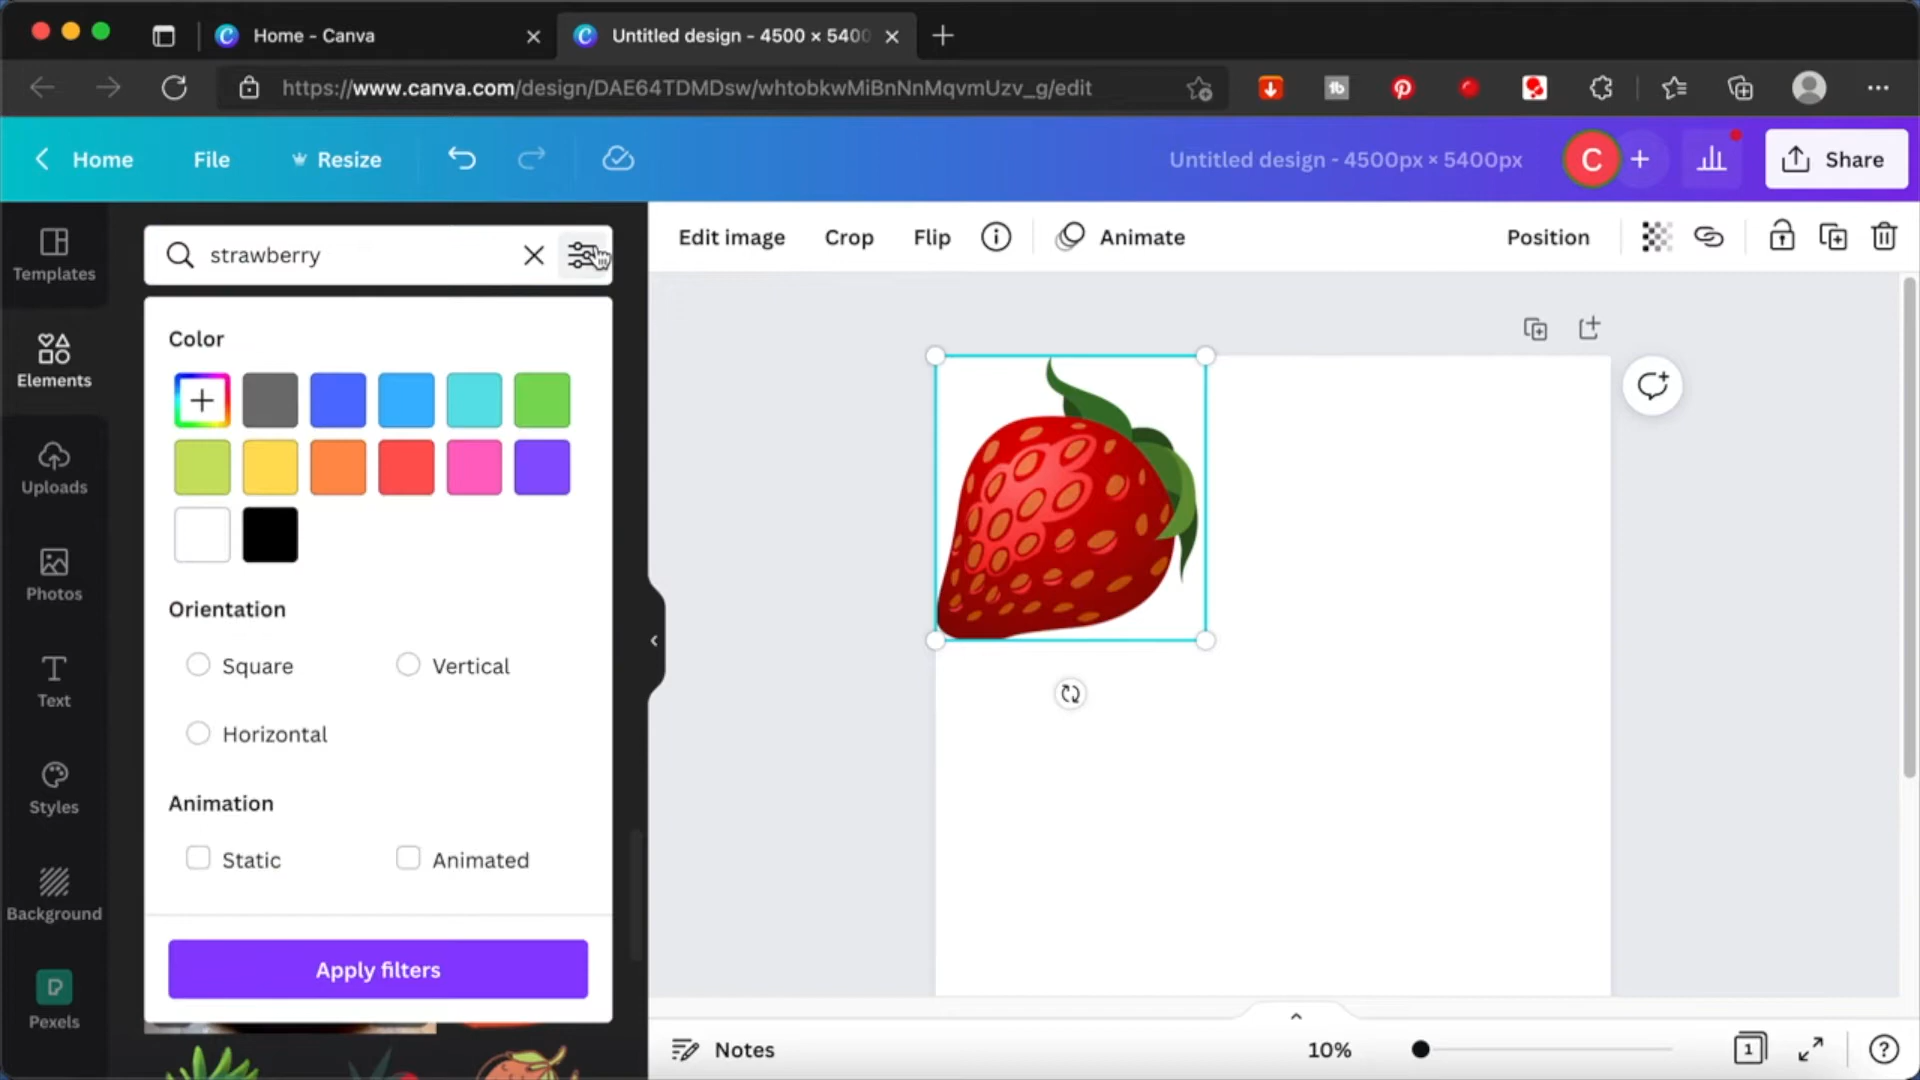 Home - Canva
Untitled design - 4500 × 5400
https://www.canva.com/design/DAE64TDMDsw/whtobkwMiBnNnMqvmUzv_g/edit
Home
File
Resize
Untitled design - 4500px × 5400px
C
Share
Templates
Elements
Uploads
Photos
Text
Styles
Background
Pexels
strawberry
Color
Orientation
Square
Vertical
Horizontal
Animation
Static
Animated
Apply filters
Edit image
Crop
Flip
Animate
Position
Notes
10%
1